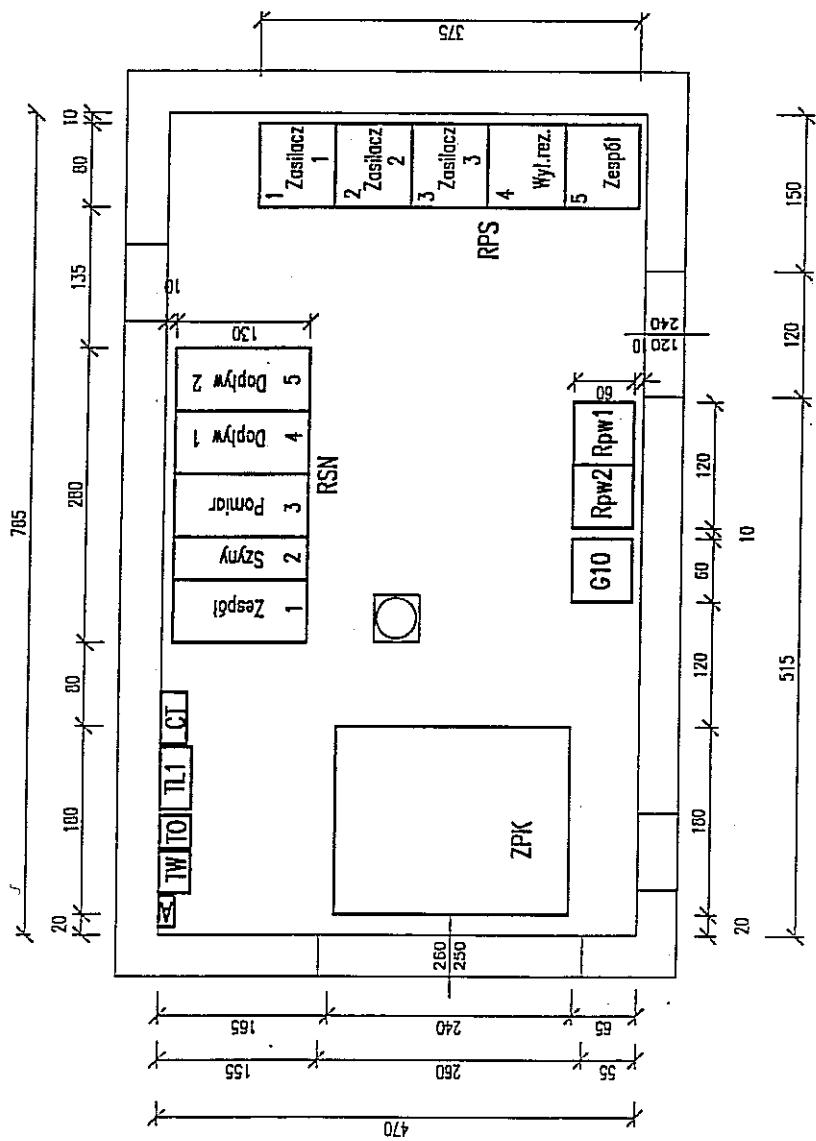 785
20
180
80
280
135
80
10
375
A
TW
TO
TL1
CT
Zespół
1
Szyny
2
Pomiar
3
Dopływ 1
4
Dopływ 2
5
RSN
10
130
1
Zasilacz
1
2
Zasilacz
2
3
Zasilacz
3
4
Wył.rez.
5
Zespół
RPS
ZPK
G10
Rpw2
Rpw1
60
10
120
240
260
250
165
240
65
155
260
55
470
20
180
120
60
10
120
515
120
150